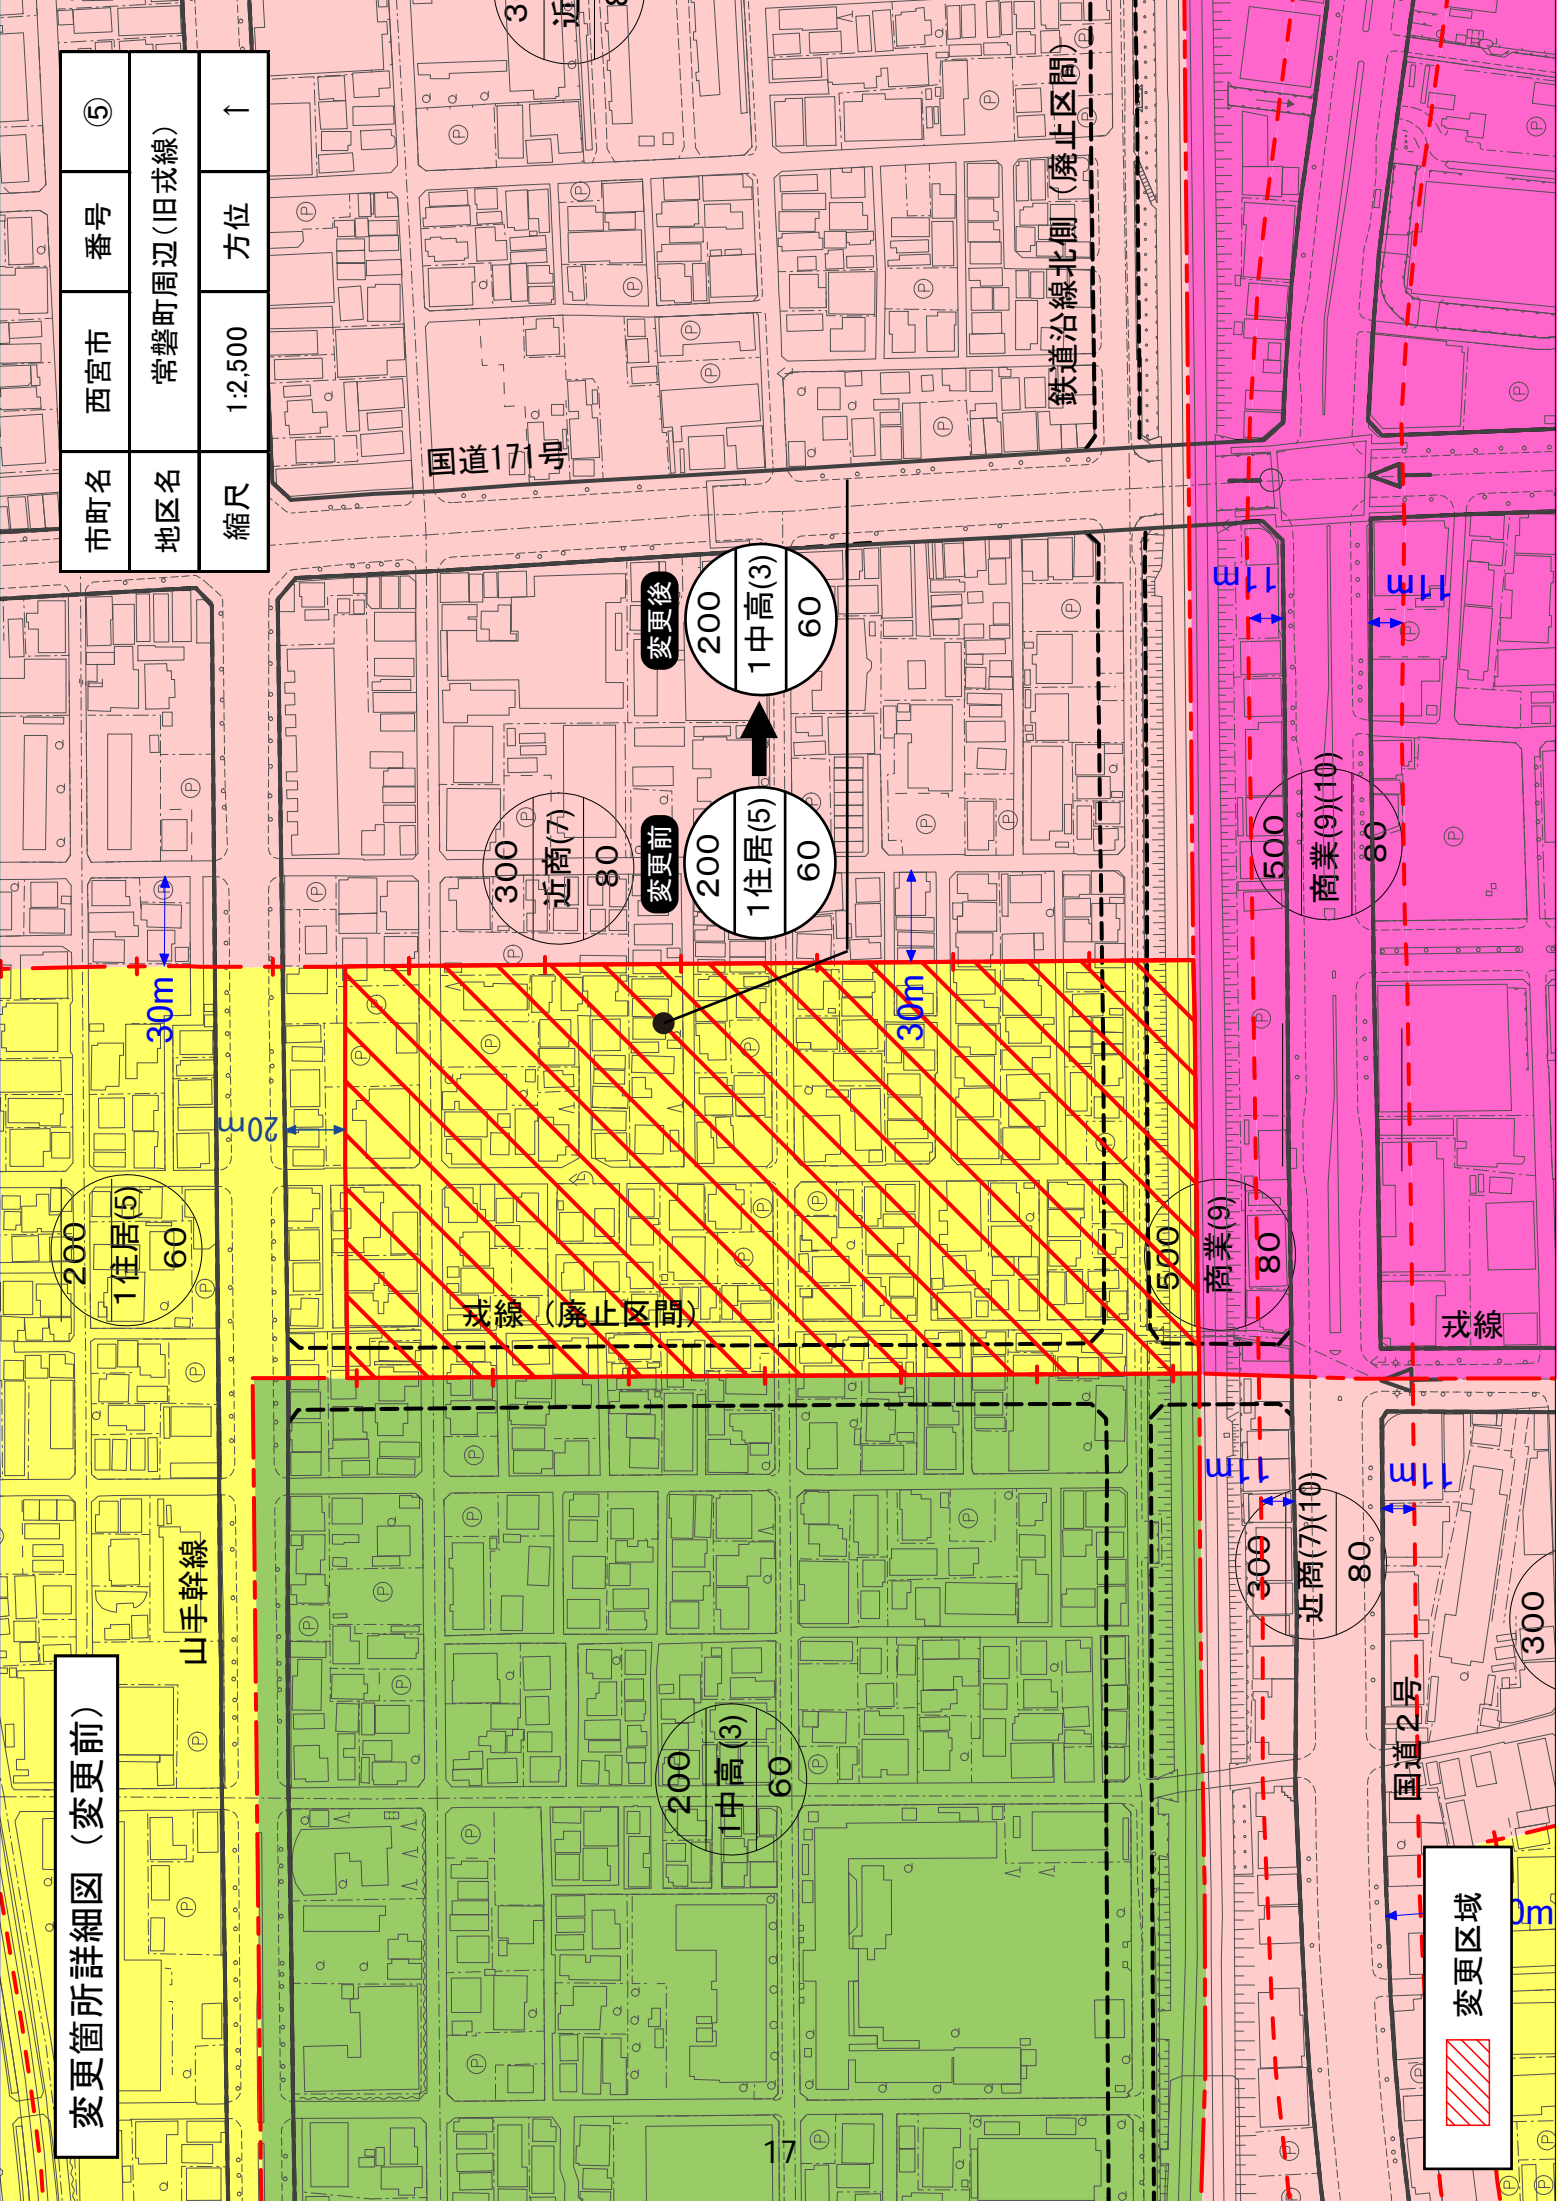 変更箇所詳細図（変更前）
市町名 西宮市 番号 ⑤
地区名 常磐町周辺（旧戎線）
縮尺 1:2,500 方位 ↑
山手幹線
200
1住居(5)
60
30m
20m
国道171号
300
近商(7)
80
変更前
200
1住居(5)
60
変更後
200
1中高(3)
60
30m
戎線（廃止区間）
200
1中高(3)
60
鉄道沿線北側（廃止区間）
500
商業(9)
80
500
商業(9)(10)
80
11m
11m
11m
11m
300
近商(7)(10)
80
戎線
国道２号
300
0m
変更区域
17